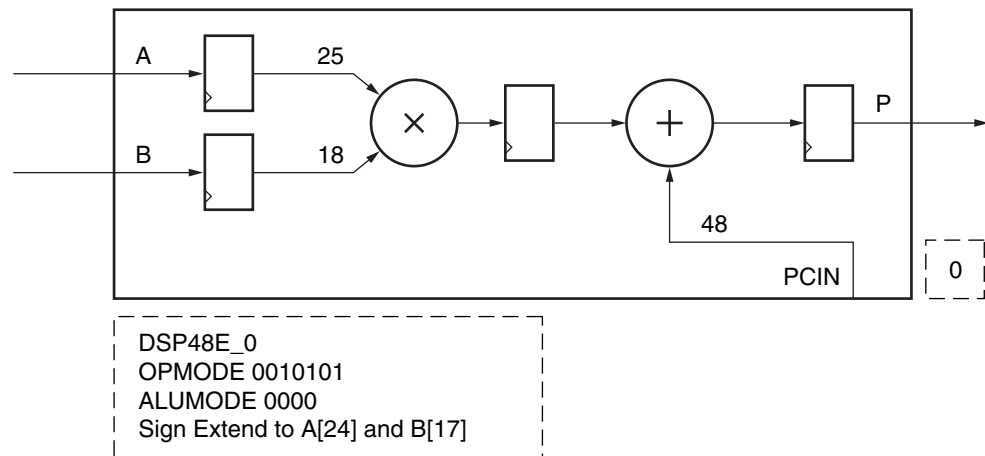 A
25
×
+
P
B
18
48
PCIN
0
DSP48E_0
OPMODE 0010101
ALUMODE 0000
Sign Extend to A[24] and B[17]